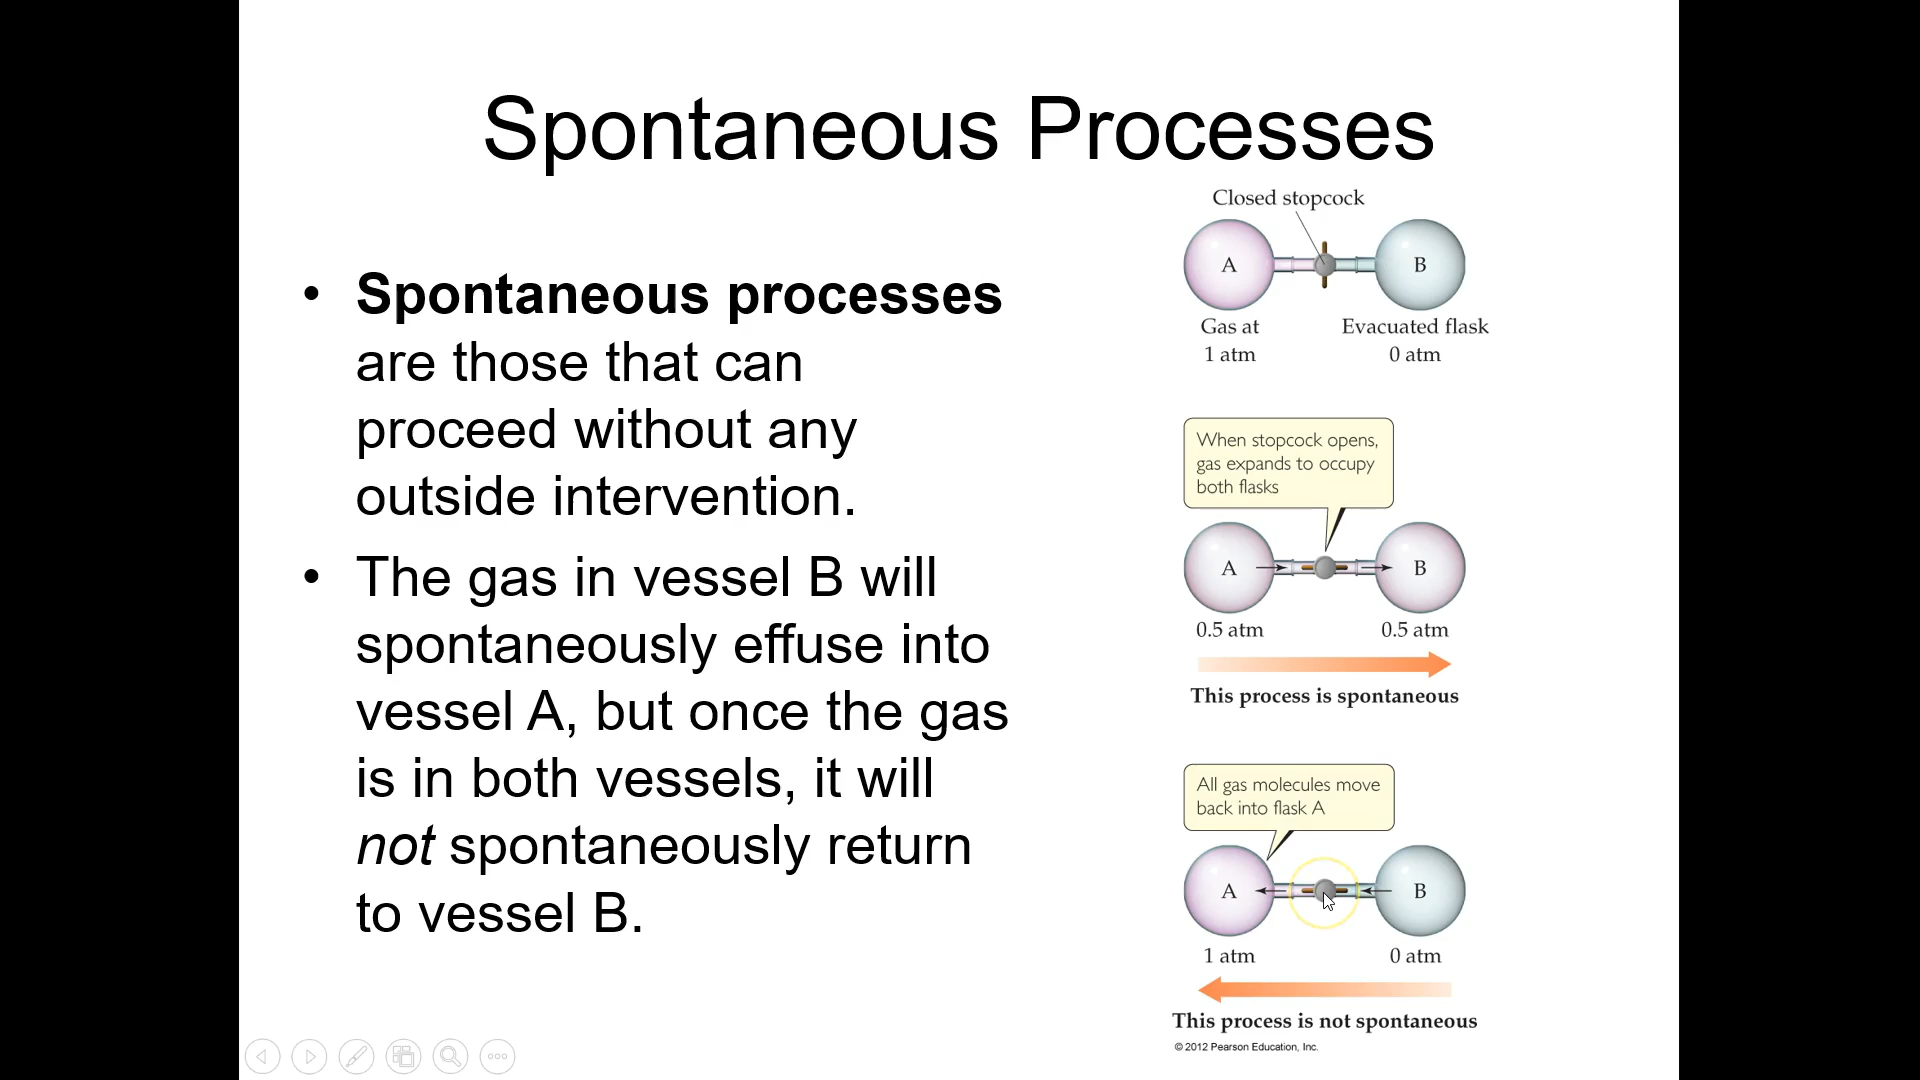 Spontaneous Processes
• Spontaneous processes
are those that can
proceed without any
outside intervention.
• The gas in vessel B will
spontaneously effuse into
vessel A, but once the gas
is in both vessels, it will
not spontaneously return
to vessel B.
Closed stopcock
A
B
Gas at
1 atm
Evacuated flask
0 atm
When stopcock opens,
gas expands to occupy
both flasks
A
B
0.5 atm
0.5 atm
This process is spontaneous
All gas molecules move
back into flask A
A
B
1 atm
0 atm
This process is not spontaneous
© 2012 Pearson Education, Inc.